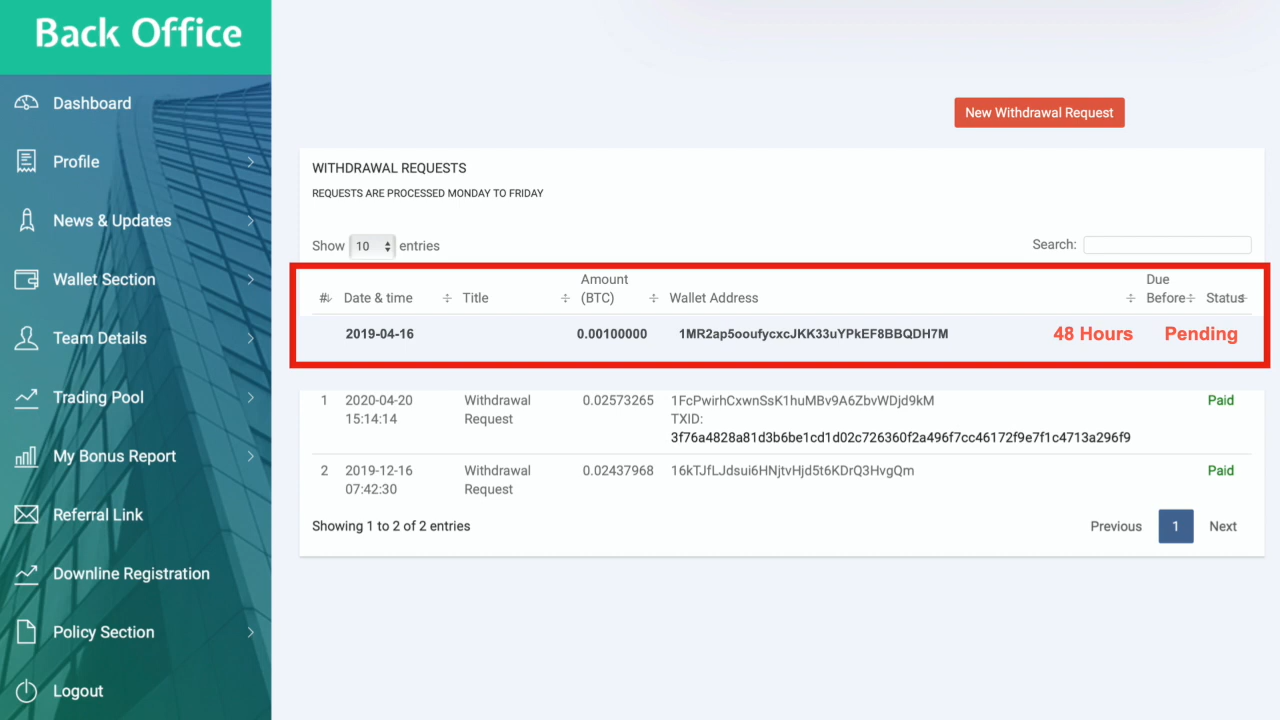 Back Office
Dashboard
Profile
News & Updates
Wallet Section
Team Details
Trading Pool
My Bonus Report
Referral Link
Downline Registration
Policy Section
Logout
New Withdrawal Request
WITHDRAWAL REQUESTS
REQUESTS ARE PROCESSED MONDAY TO FRIDAY
Show 10 entries
Search:
# Date & time Title Amount (BTC) Wallet Address Due Before Status
2019-04-16 0.00100000 1MR2ap5ooufycxcJKK33uYPkEF8BBQDH7M 48 Hours Pending
1 2020-04-20 Withdrawal 0.02573265 1FcPwirhCxwnSsK1huMBv9A6ZbvWDjd9kM Paid
15:14:14 Request TXID:
3f76a4828a81d3b6be1cd1d02c726360f2a496f7cc46172f9e7f1c4713a296f9
2 2019-12-16 Withdrawal 0.02437968 16kTJfLJdsui6HNjtvHjd5t6KDrQ3HvgQm Paid
07:42:30 Request
Showing 1 to 2 of 2 entries
Previous 1 Next